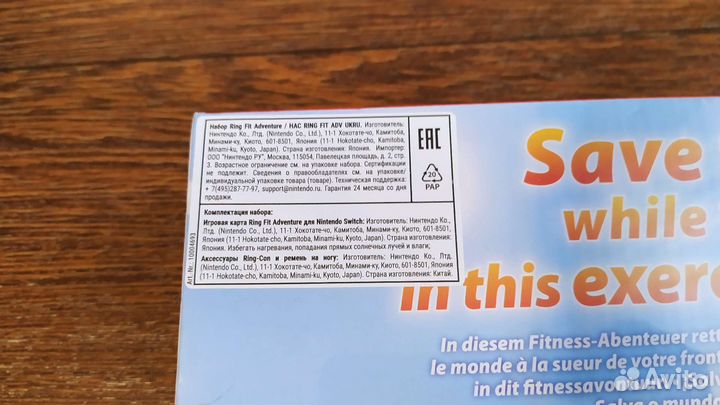 Набор Ring Fit Adventure / HAC RING FIT ADV UKRU. Изготовитель:
Нинтендо Ко., Лтд. (Nintendo Co., Ltd.), 11-1 Хокотате-чо, Камитоба,
Минами-ку, Киото, 601-8501, Япония (11-1 Hokotate-cho, Kamitoba,
Minami-ku, Kyoto, Japan). Страна изготовления: Япония. Импортер:
ООО "Нинтендо РУ", Москва, 115054, Павелецкая площадь, д. 2, стр.
3. Возрастное ограничение см. на упаковке набора. Сертификации
не подлежит. Сведения о правообладателях см. на упаковке/
индивидуальной упаковке товара (товаре). Техническая поддержка:
+ 7(495)287-77-97, support@nintendo.ru. Гарантия 24 месяца со дня
продажи.
EAC
20
PAP
Комплектация набора:
Игровая карта Ring Fit Adventure для Nintendo Switch: Изготовитель: Нинтендо Ко.,
Лтд. (Nintendo Co., Ltd.), 11-1 Хокотате-чо, Камитоба, Минами-ку, Киото, 601-8501,
Япония (11-1 Hokotate-cho, Kamitoba, Minami-ku, Kyoto, Japan). Страна изготовления:
Япония. Избегать нагревания, попадания прямых солнечных лучей и влаги;
Аксессуары Ring-Con и ремень на ногу: Изготовитель: Нинтендо Ко., Лтд.
(Nintendo Co., Ltd.), 11-1 Хокотате-чо, Камитоба, Минами-ку, Киото, 601-8501, Япония
(11-1 Hokotate-cho, Kamitoba, Minami-ku, Kyoto, Japan). Страна изготовления: Китай.
Art.-Nr.: 10004693
Save
while
in this exer
In diesem Fitness-Abenteuer rett
le monde à la sueur de votre front
in dit fitnessavon
Salva o mund
Avito